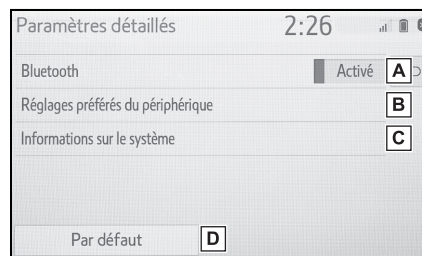 Paramètres détaillés 2:26
Bluetooth Activé A
Réglages préférés du périphérique B
Informations sur le système C
Par défaut D